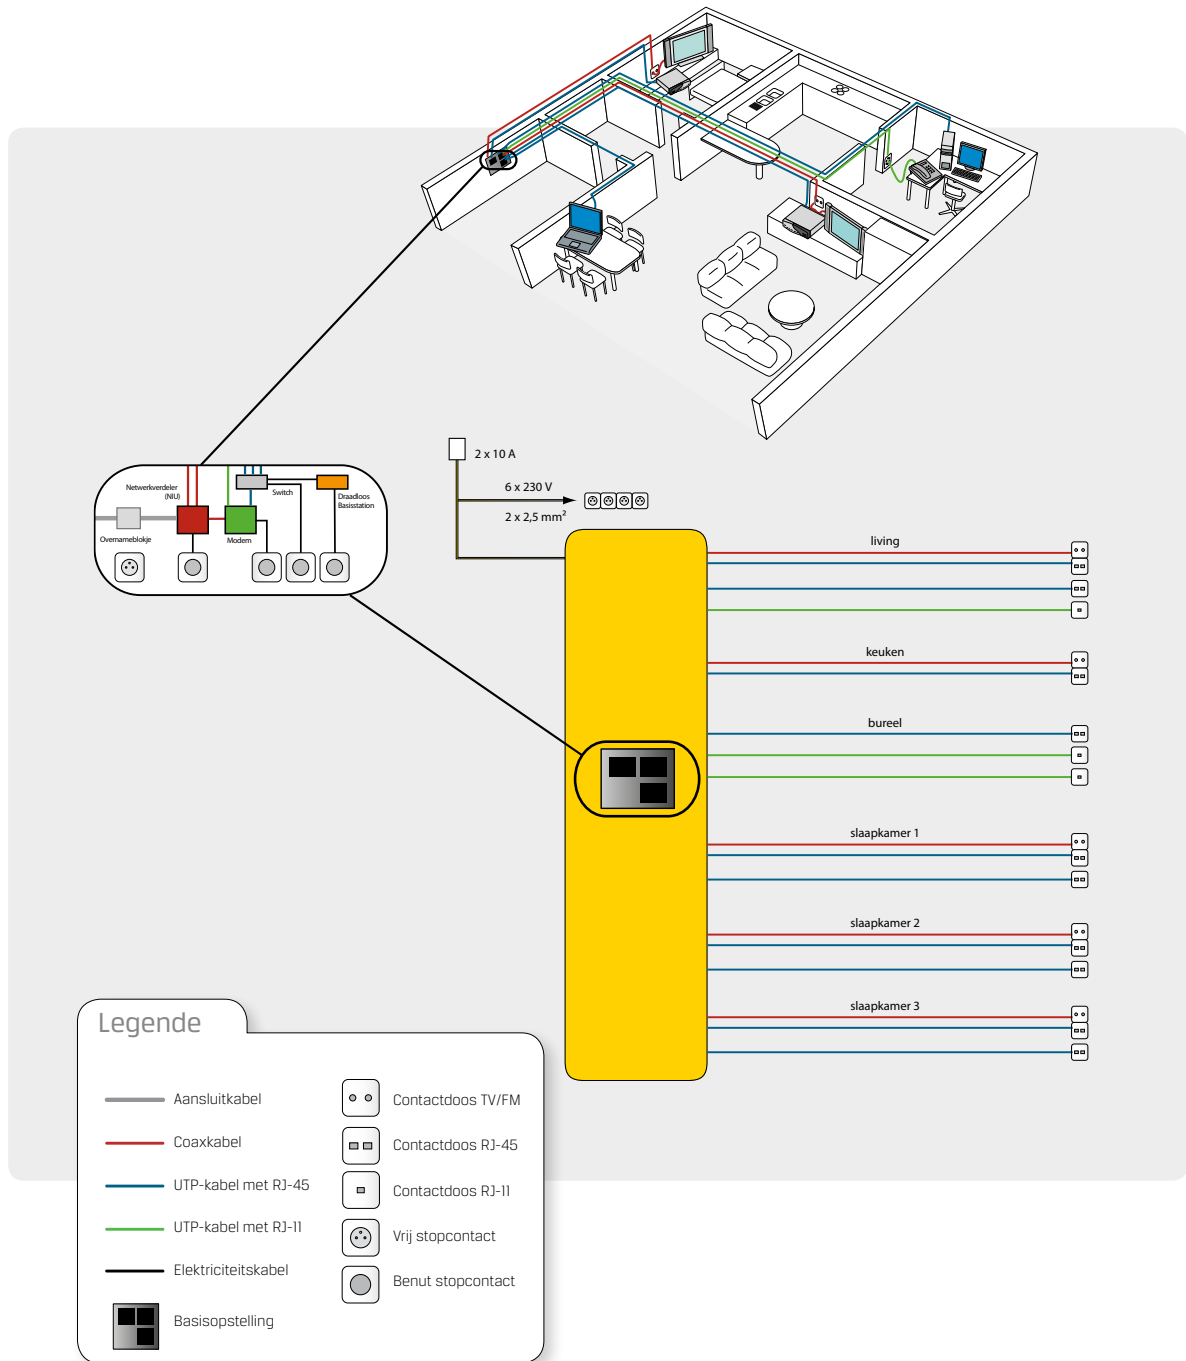 2 x 10 A
6 x 230 V
2 x 2,5 mm²
Netwerkverdeler
(NIU)
Switch
Draadloos
Basisstation
Overnameblokje
Modem
living
keuken
bureel
slaapkamer 1
slaapkamer 2
slaapkamer 3
Legende
Aansluitkabel
Coaxkabel
UTP-kabel met RJ-45
UTP-kabel met RJ-11
Elektriciteitskabel
Basisopstelling
Contactdoos TV/FM
Contactdoos RJ-45
Contactdoos RJ-11
Vrij stopcontact
Benut stopcontact